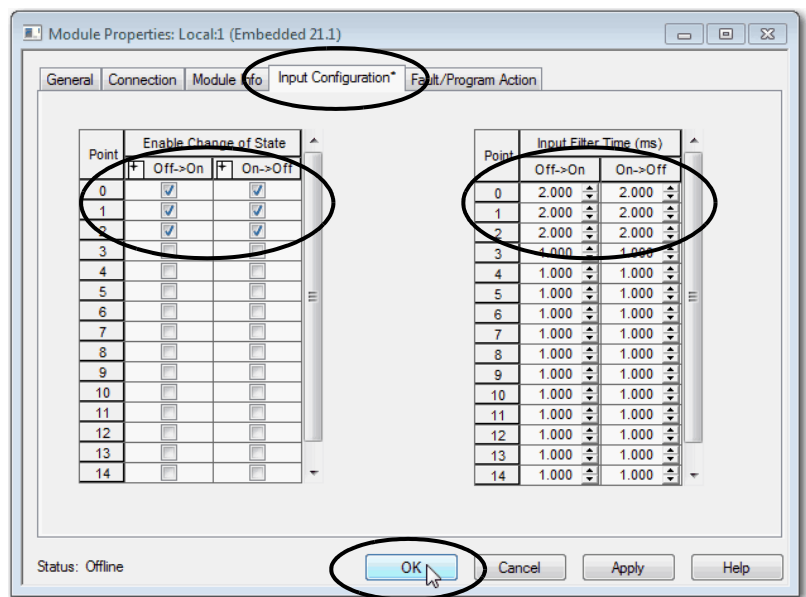 Module Properties: Local:1 (Embedded 21.1)
General Connection Module Info Input Configuration* Fault/Program Action
Point Enable Change of State
Off->On On->Off
0
1
2
3
4
5
6
7
8
9
10
11
12
13
14
Point Input Filter Time (ms)
Off->On On->Off
0 2.000 2.000
1 2.000 2.000
2 2.000 2.000
3 1.000 1.000
4 1.000 1.000
5 1.000 1.000
6 1.000 1.000
7 1.000 1.000
8 1.000 1.000
9 1.000 1.000
10 1.000 1.000
11 1.000 1.000
12 1.000 1.000
13 1.000 1.000
14 1.000 1.000
Status: Offline OK Cancel Apply Help